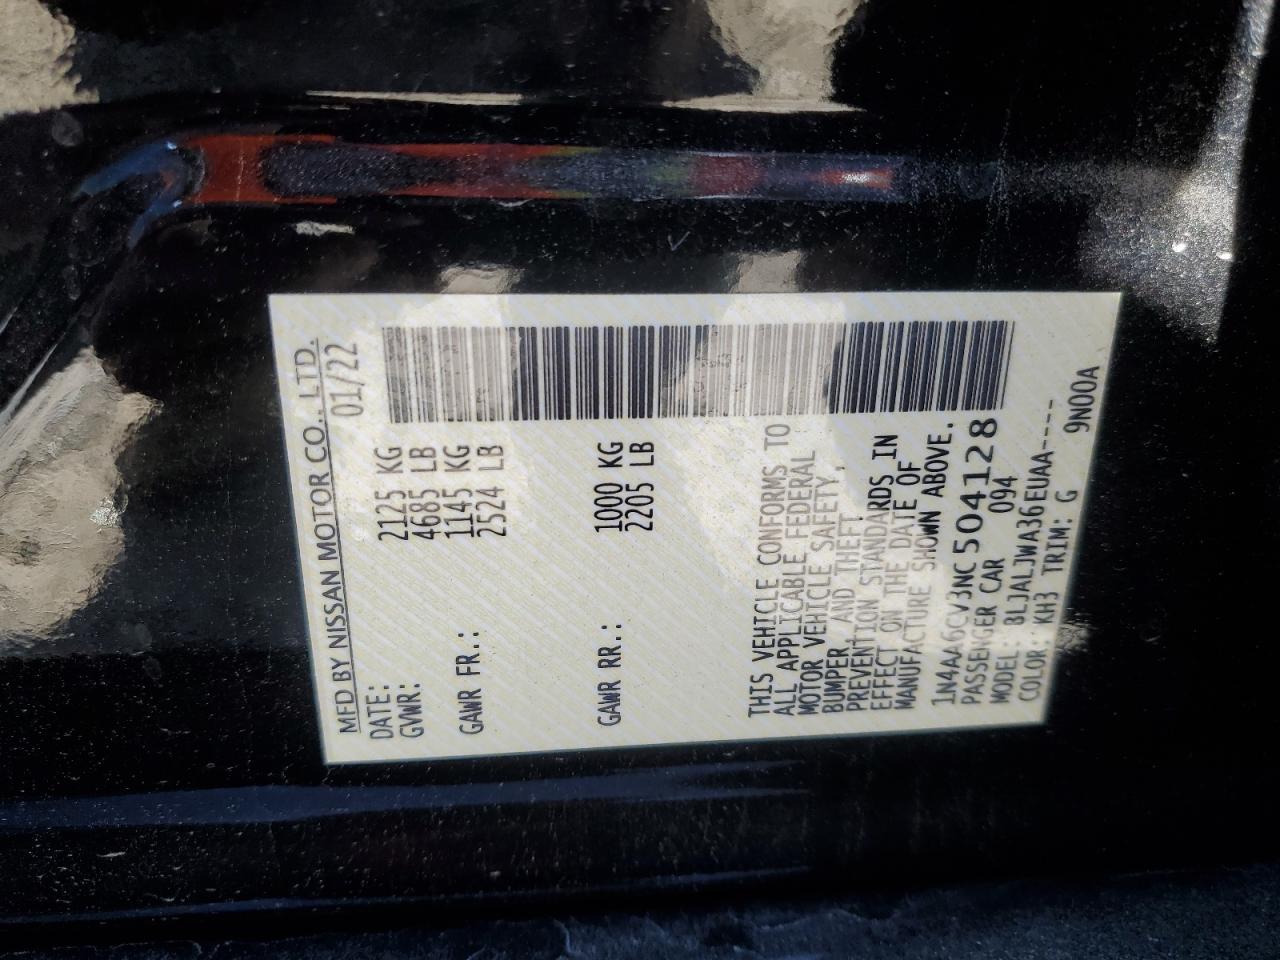 MFD BY NISSAN MOTOR CO., LTD.
DATE: 01/22
GVWR: 2125 KG
4685 LB
GAWR FR.: 1145 KG
2524 LB
GAWR RR.: 1000 KG
2205 LB
THIS VEHICLE CONFORMS TO
ALL APPLICABLE FEDERAL
MOTOR VEHICLE SAFETY,
BUMPER, AND THEFT
PREVENTION STANDARDS IN
EFFECT ON THE DATE OF
MANUFACTURE SHOWN ABOVE.
1N4AA6CV3NC504128
PASSENGER CAR 094
MODEL: BLJALJWA36EUAA----
COLOR: KH3 TRIM: G 9N00A